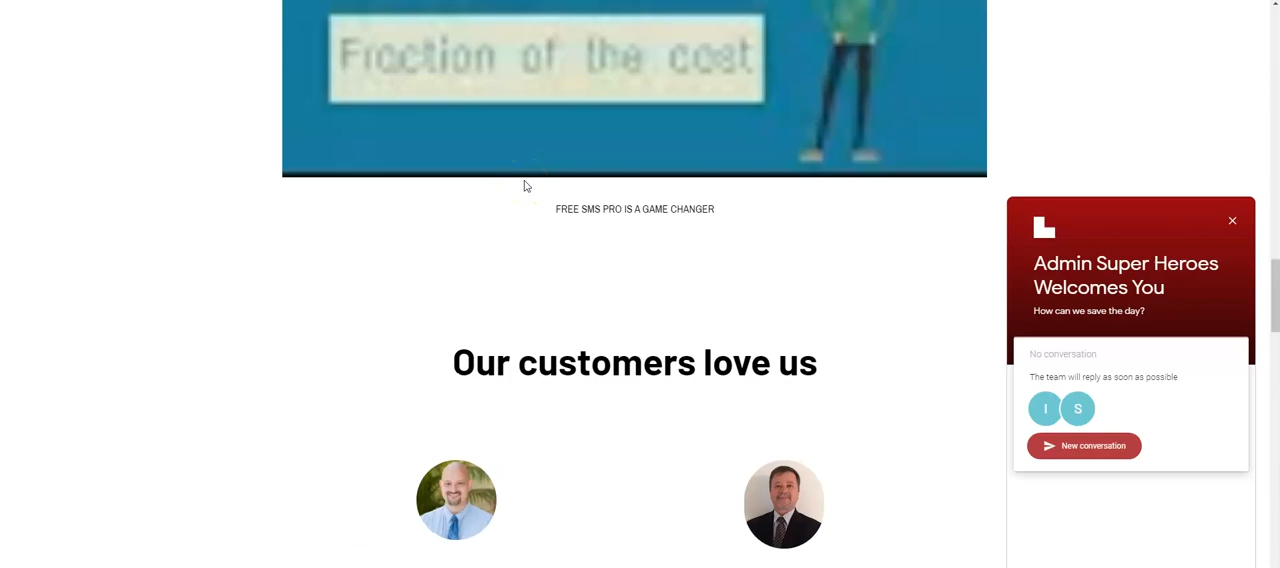 Fraction of the cost
FREE SMS PRO IS A GAME CHANGER
Our customers love us
Admin Super Heroes
Welcomes You
How can we save the day?
No conversation
The team will reply as soon as possible
I S
New conversation